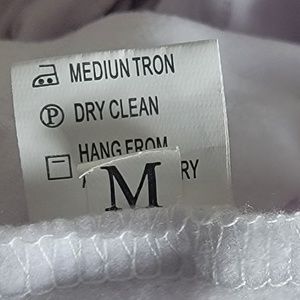 MEDIUN TRON
P DRY CLEAN
HANG FROM
RY
M